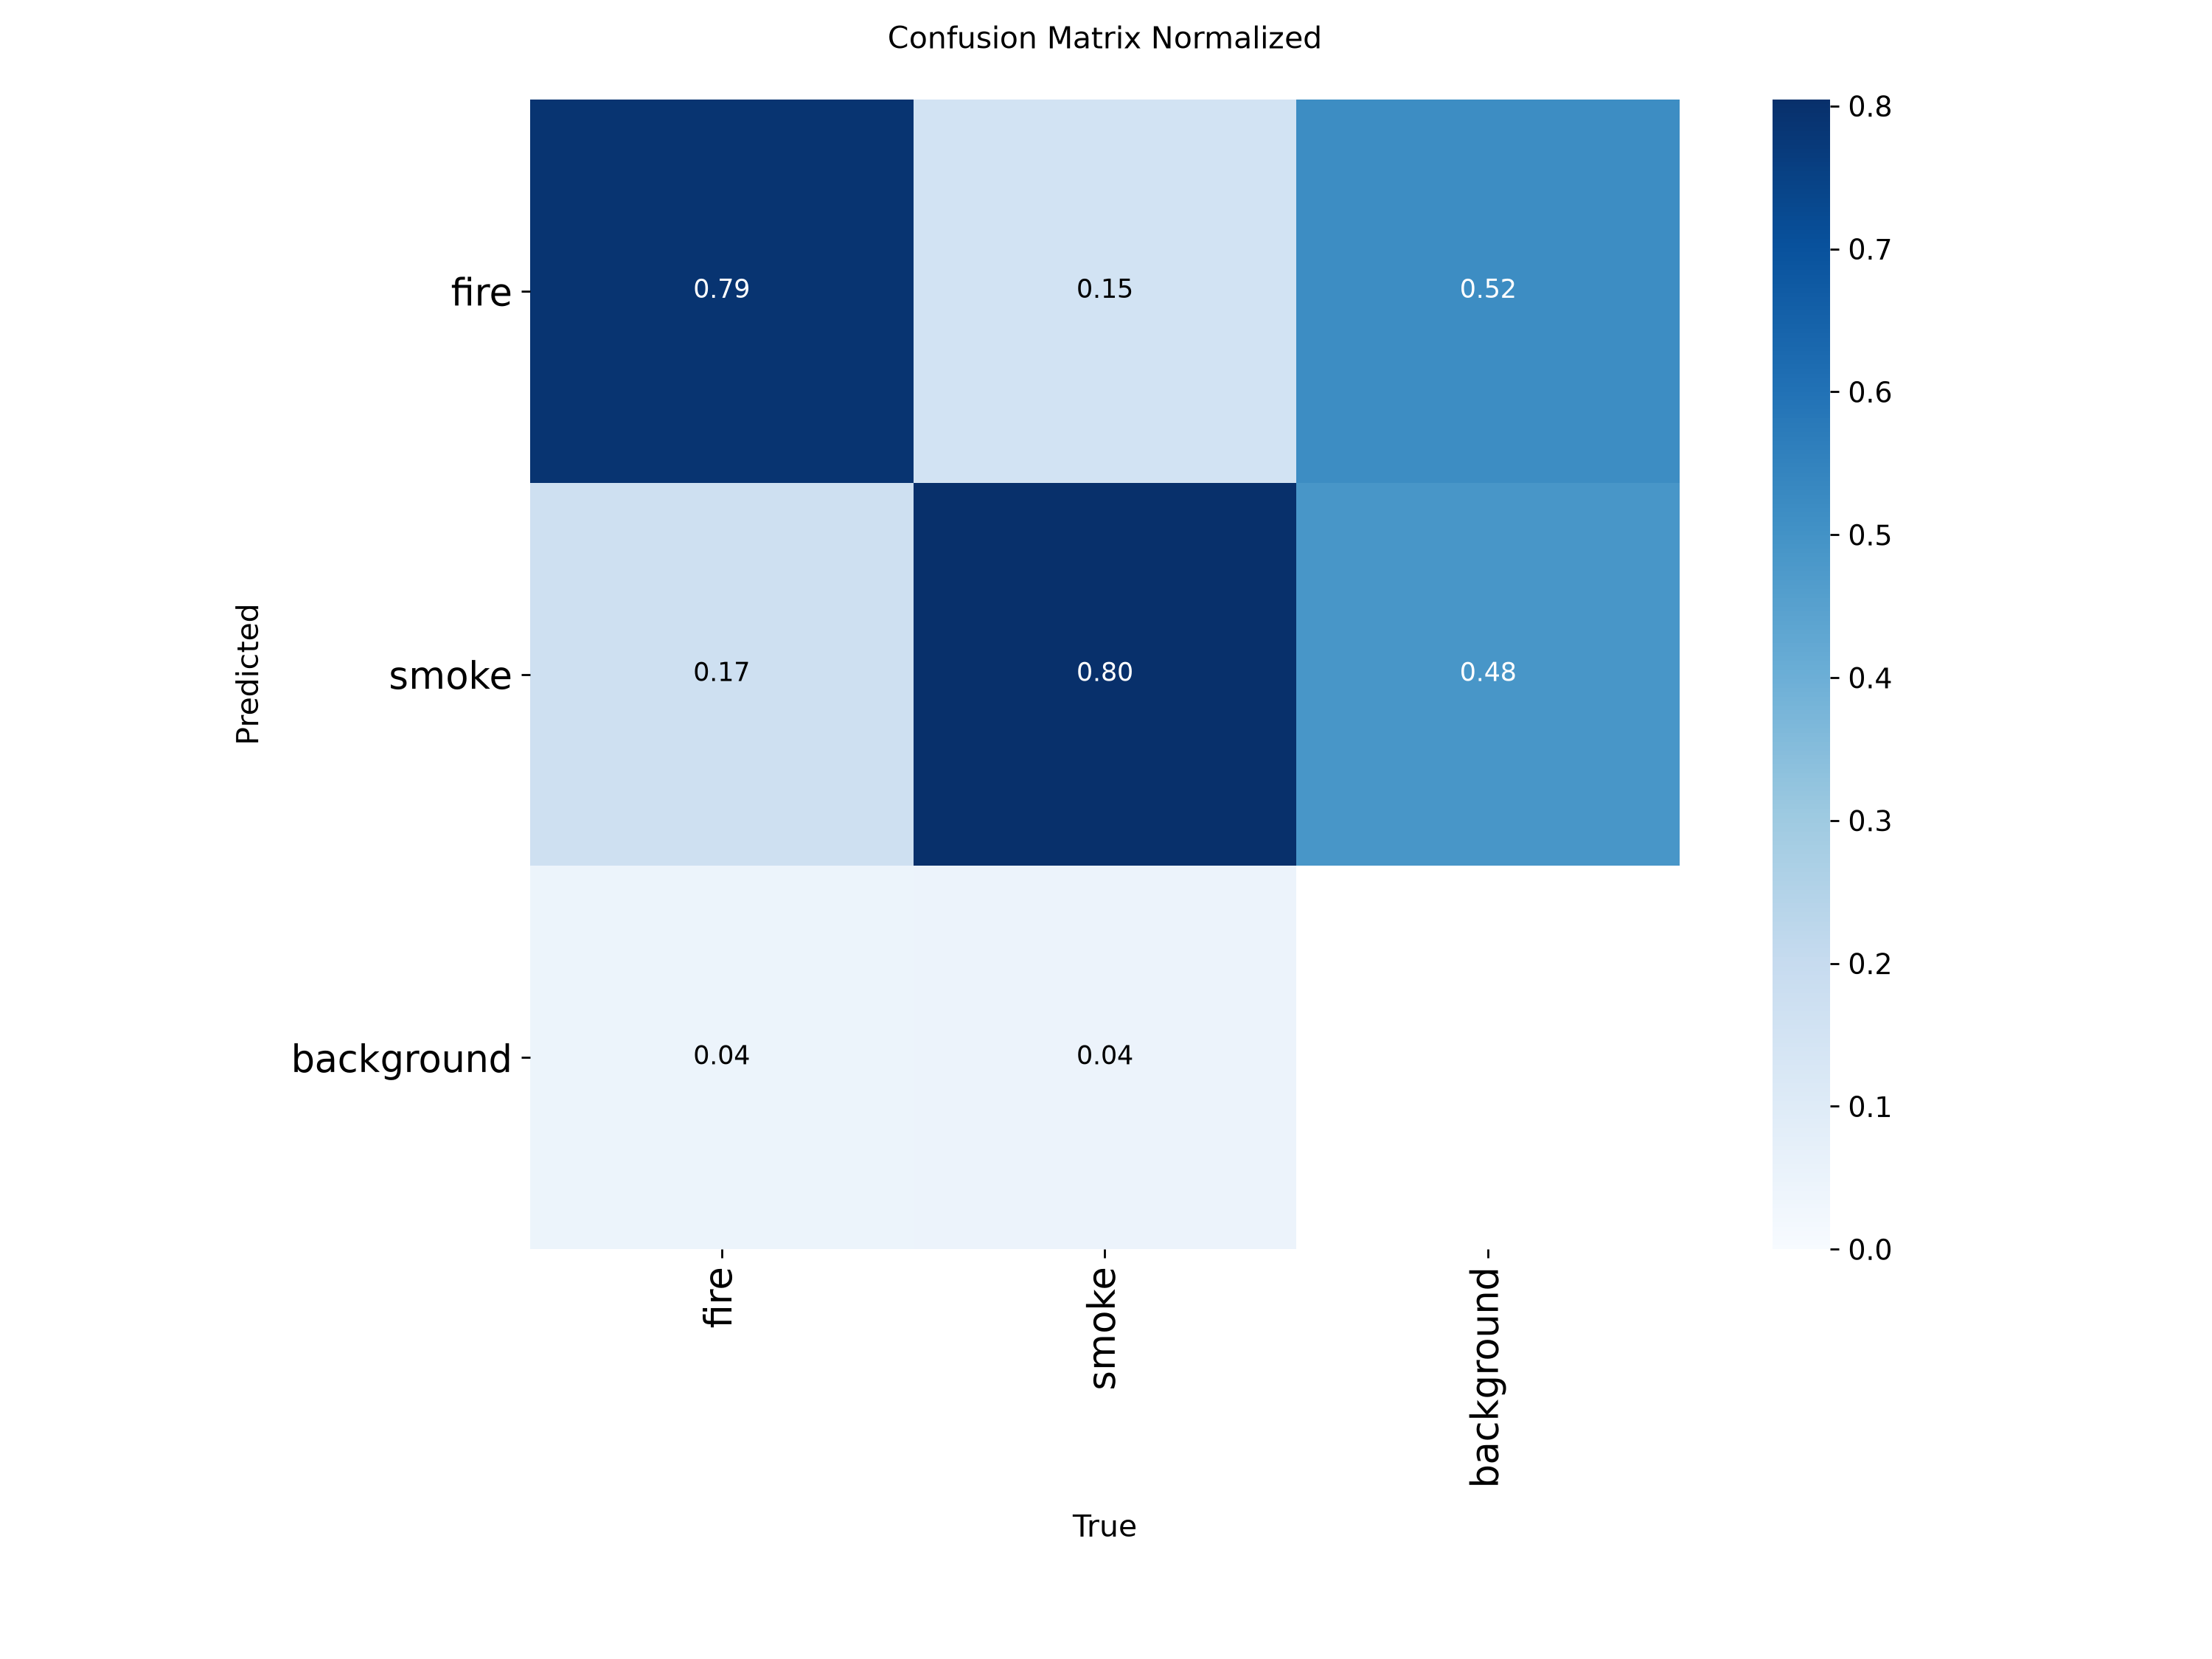 Confusion Matrix Normalized
fire
0.79
0.15
0.52
smoke
0.17
0.80
0.48
background
0.04
0.04
Predicted
fire
smoke
background
True
0.8
0.7
0.6
0.5
0.4
0.3
0.2
0.1
0.0